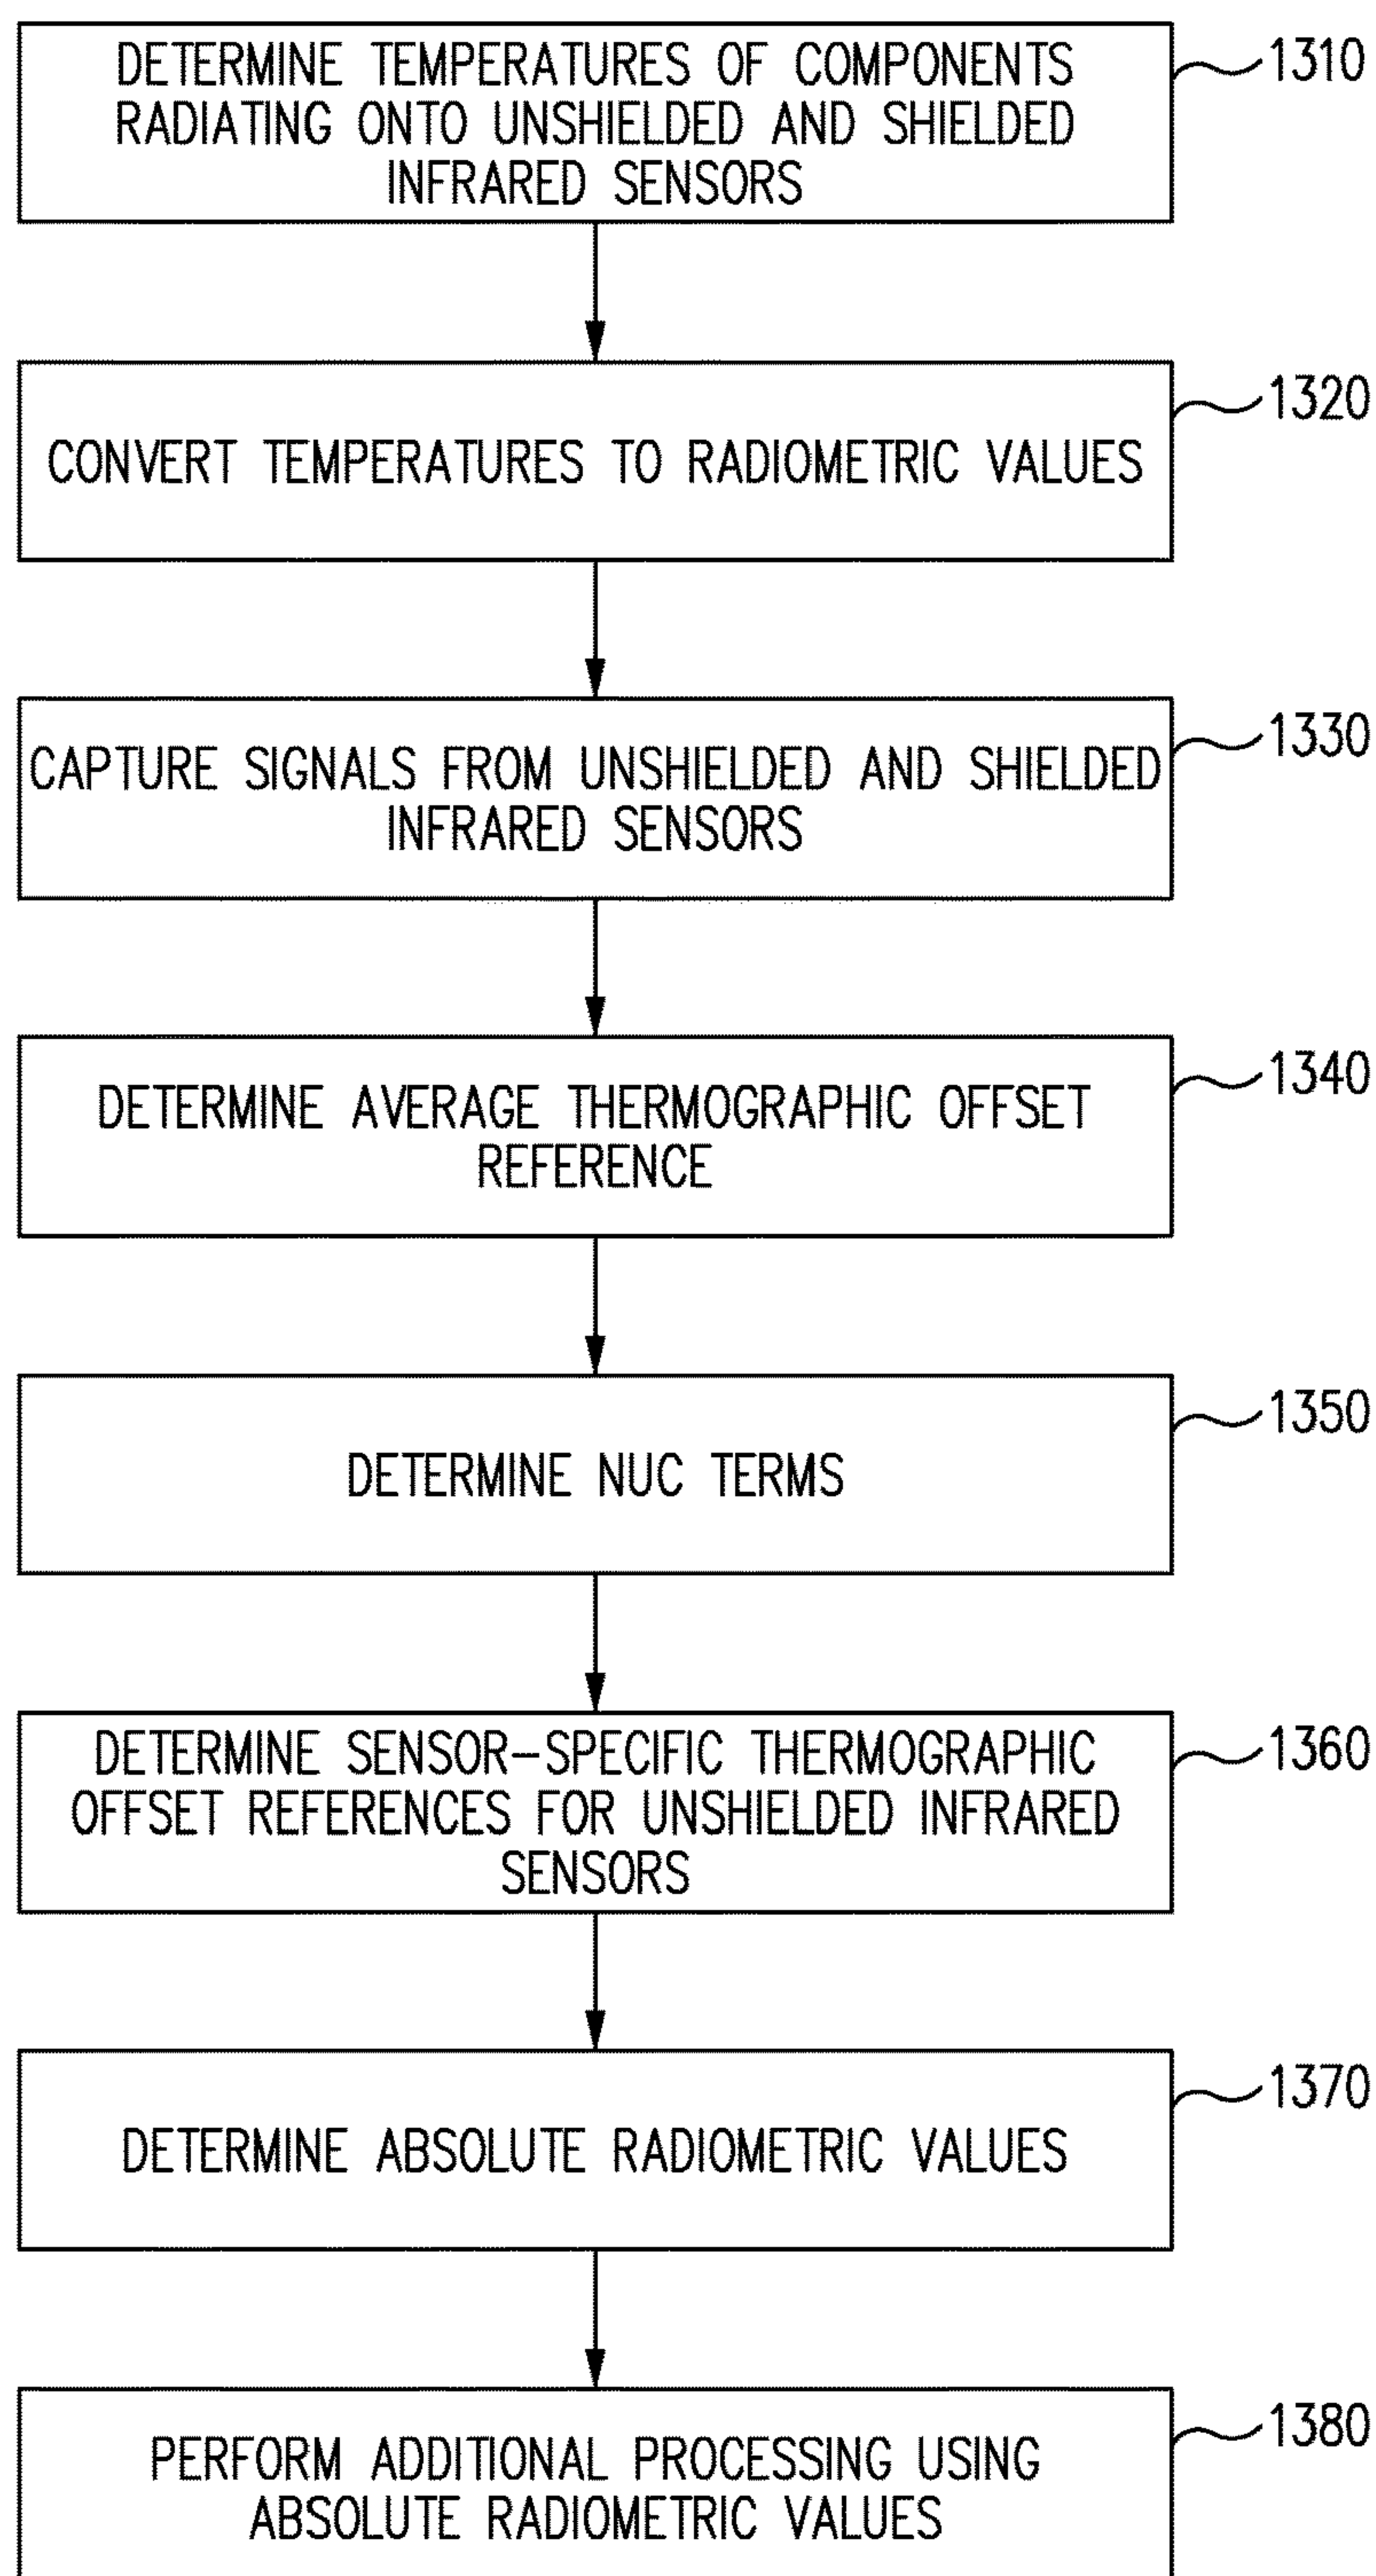 DETERMINE TEMPERATURES OF COMPONENTS
RADIATING ONTO UNSHIELDED AND SHIELDED
INFRARED SENSORS
1310
CONVERT TEMPERATURES TO RADIOMETRIC VALUES
1320
CAPTURE SIGNALS FROM UNSHIELDED AND SHIELDED
INFRARED SENSORS
1330
DETERMINE AVERAGE THERMOGRAPHIC OFFSET
REFERENCE
1340
DETERMINE NUC TERMS
1350
DETERMINE SENSOR-SPECIFIC THERMOGRAPHIC
OFFSET REFERENCES FOR UNSHIELDED INFRARED
SENSORS
1360
DETERMINE ABSOLUTE RADIOMETRIC VALUES
1370
PERFORM ADDITIONAL PROCESSING USING
ABSOLUTE RADIOMETRIC VALUES
1380